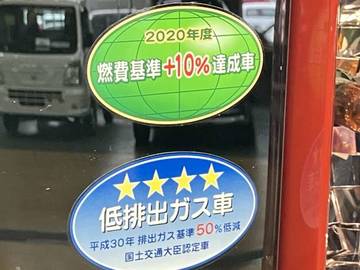 2020年度
燃費基準+10%達成車
低排出ガス車
平成30年 排出ガス基準 50%低減
国土交通大臣認定車